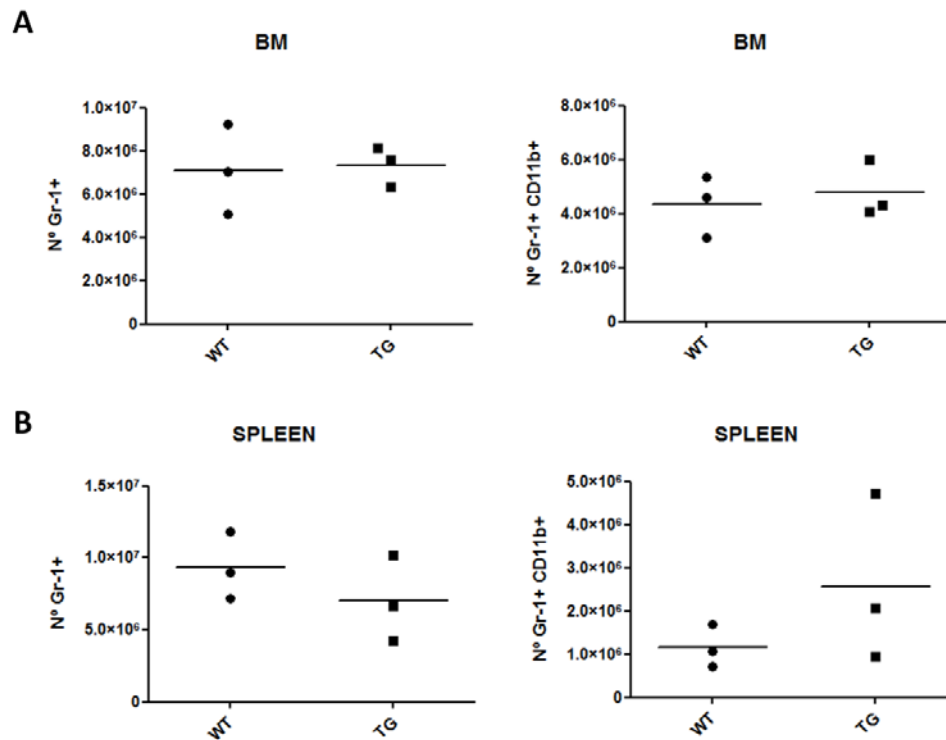 A
BM
Nº Gr-1+
1.0×10⁷
8.0×10⁶
6.0×10⁶
4.0×10⁶
2.0×10⁶
0
WT
TG
BM
Nº Gr-1+ CD11b+
8.0×10⁶
6.0×10⁶
4.0×10⁶
2.0×10⁶
0
WT
TG
B
SPLEEN
Nº Gr-1+
1.5×10⁷
1.0×10⁷
5.0×10⁶
0
WT
TG
SPLEEN
Nº Gr-1+ CD11b+
5.0×10⁶
4.0×10⁶
3.0×10⁶
2.0×10⁶
1.0×10⁶
0
WT
TG